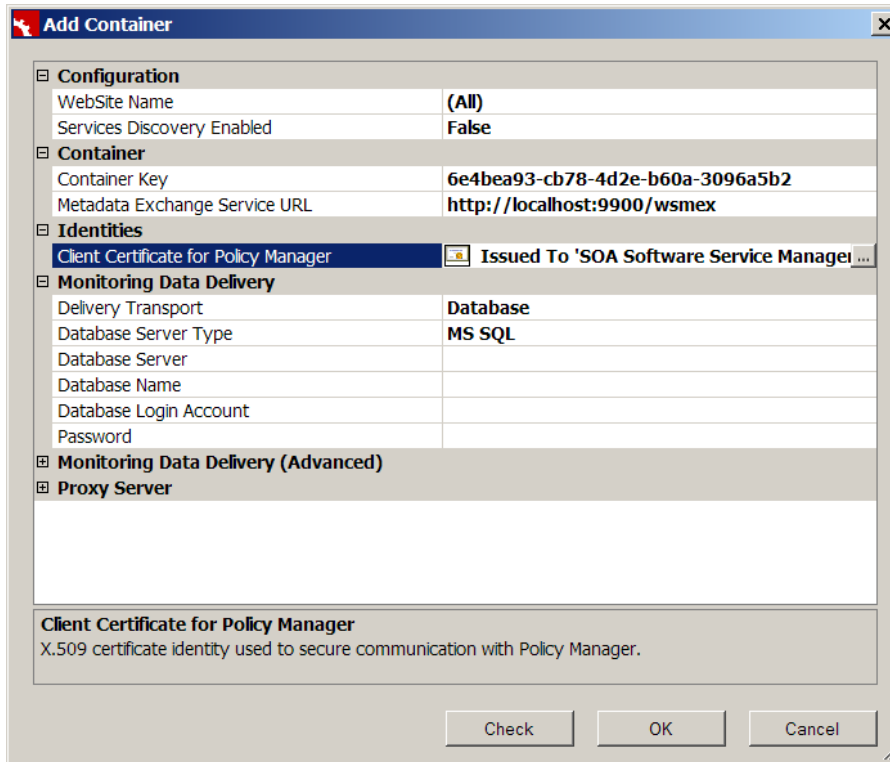 Add Container
Configuration
WebSite Name (All)
Services Discovery Enabled False
Container
Container Key 6e4bea93-cb78-4d2e-b60a-3096a5b2
Metadata Exchange Service URL http://localhost:9900/wsmex
Identities
Client Certificate for Policy Manager Issued To 'SOA Software Service Manager ...
Monitoring Data Delivery
Delivery Transport Database
Database Server Type MS SQL
Database Server
Database Name
Database Login Account
Password
Monitoring Data Delivery (Advanced)
Proxy Server
Client Certificate for Policy Manager
X.509 certificate identity used to secure communication with Policy Manager.
Check OK Cancel